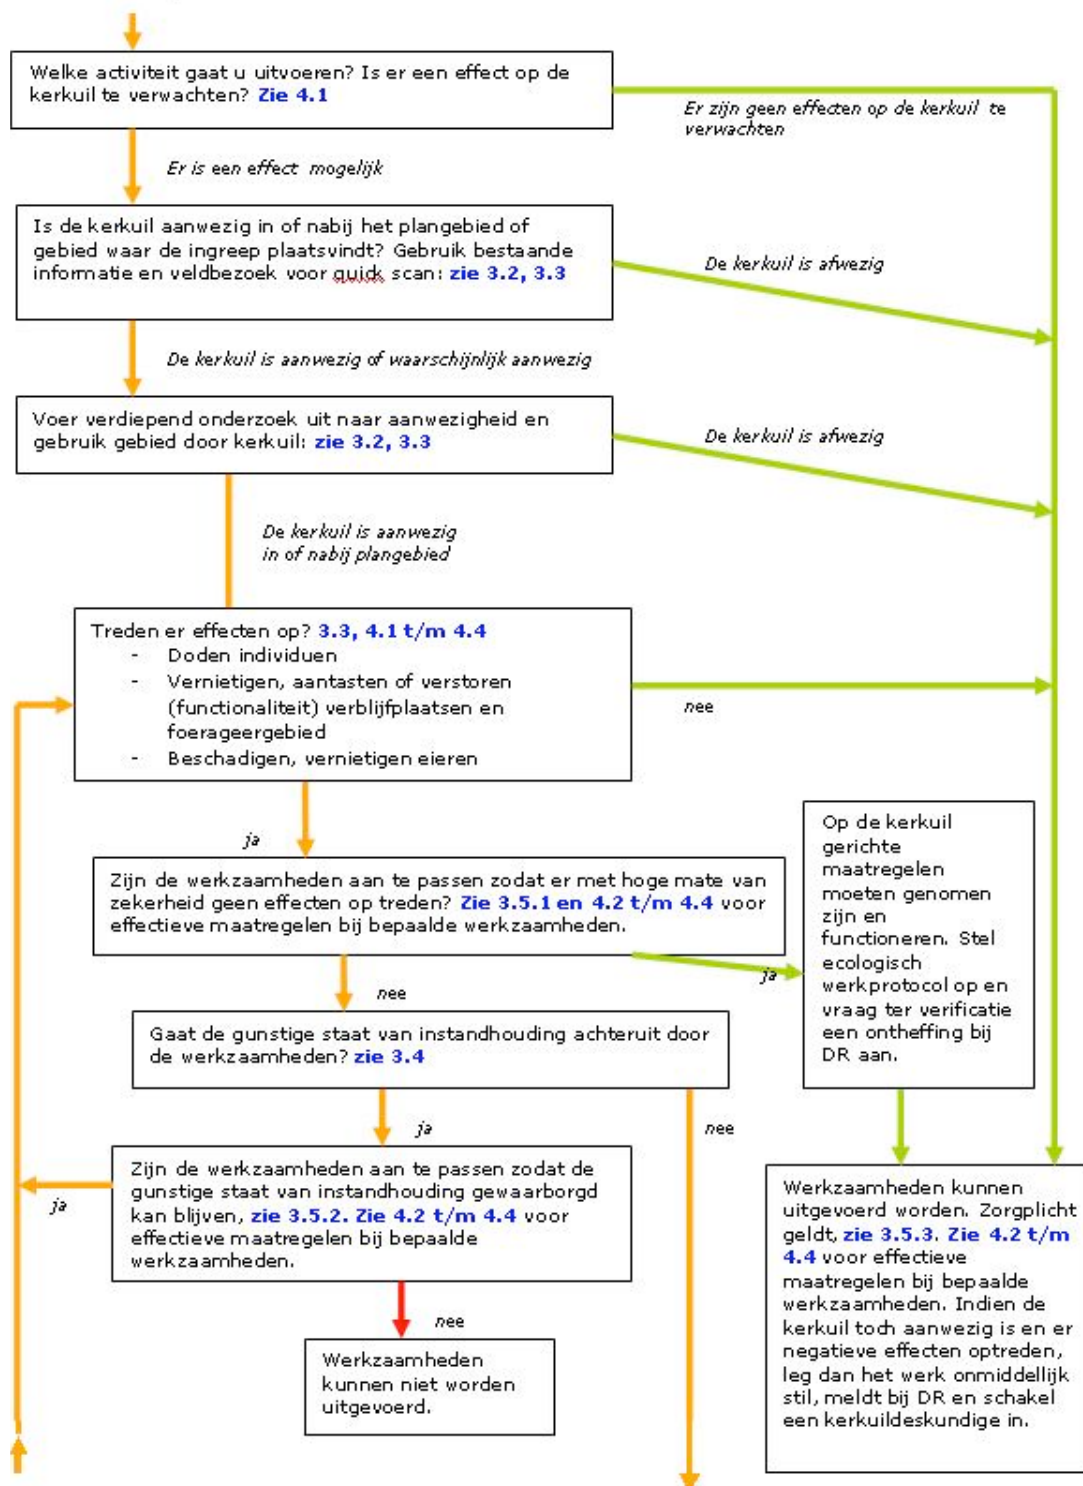 Welke activiteit gaat u uitvoeren? Is er een effect op de
kerkuil te verwachten? Zie 4.1
Er zijn geen effecten op de kerkuil te
verwachten
Er is een effect mogelijk
Is de kerkuil aanwezig in of nabij het plangebied of
gebied waar de ingreep plaatsvindt? Gebruik bestaande
informatie en veldbezoek voor quick scan: zie 3.2, 3.3
De kerkuil is afwezig
De kerkuil is aanwezig of waarschijnlijk aanwezig
Voer verdiepend onderzoek uit naar aanwezigheid en
gebruik gebied door kerkuil: zie 3.2, 3.3
De kerkuil is afwezig
De kerkuil is aanwezig
in of nabij plangebied
Treden er effecten op? 3.3, 4.1 t/m 4.4
- Doden individuen
- Vernietigen, aantasten of verstoren
(functionaliteit) verblijfplaatsen en
foerageergebied
- Beschadigen, vernietigen eieren
nee
ja
Zijn de werkzaamheden aan te passen zodat er met hoge mate van
zekerheid geen effecten op treden? Zie 3.5.1 en 4.2 t/m 4.4 voor
effectieve maatregelen bij bepaalde werkzaamheden.
ja
Op de kerkuil
gerichte
maatregelen
moeten genomen
zijn en
functioneren. Stel
ecologisch
werkprotocol op en
vraag ter verificatie
een ontheffing bij
DR aan.
nee
Gaat de gunstige staat van instandhouding achteruit door
de werkzaamheden? zie 3.4
ja
nee
Zijn de werkzaamheden aan te passen zodat de
gunstige staat van instandhouding gewaarborgd
kan blijven, zie 3.5.2. Zie 4.2 t/m 4.4 voor
effectieve maatregelen bij bepaalde
werkzaamheden.
ja
nee
Werkzaamheden
kunnen niet worden
uitgevoerd.
Werkzaamheden kunnen
uitgevoerd worden. Zorgplicht
geldt, zie 3.5.3. Zie 4.2 t/m
4.4 voor effectieve
maatregelen bij bepaalde
werkzaamheden. Indien de
kerkuil toch aanwezig is en er
negatieve effecten optreden,
leg dan het werk onmiddellijk
stil, meldt bij DR en schakel
een kerkuildeskundige in.